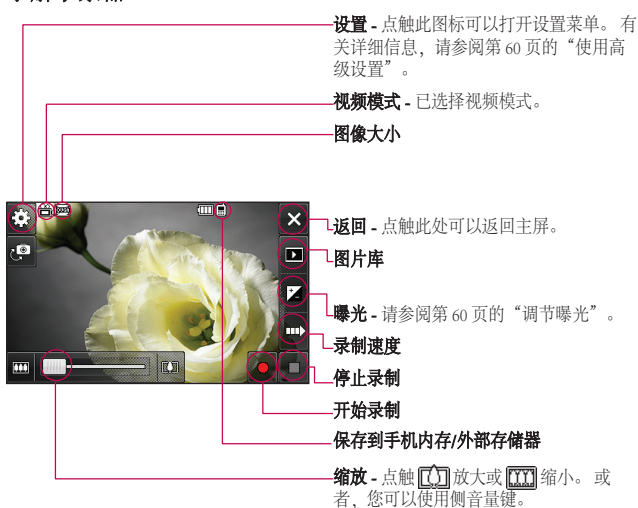 设置 - 点触此图标可以打开设置菜单。 有
关详细信息，请参阅第 60 页的“使用高
级设置”。
视频模式 - 已选择视频模式。
图像大小
返回 - 点触此处可以返回主屏。
图片库
曝光 - 请参阅第 60 页的“调节曝光”。
录制速度
停止录制
开始录制
保存到手机内存/外部存储器
缩放 - 点触 放大或 缩小。 或
者，您可以使用侧音量键。